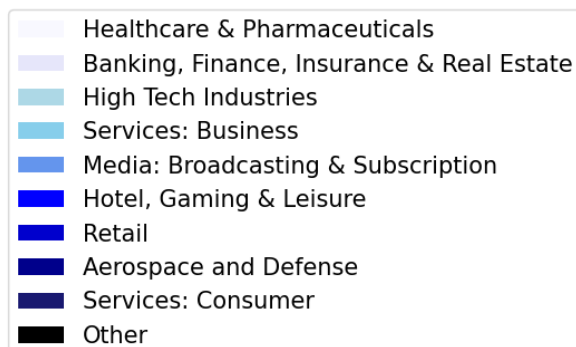 Healthcare & Pharmaceuticals
Banking, Finance, Insurance & Real Estate
High Tech Industries
Services: Business
Media: Broadcasting & Subscription
Hotel, Gaming & Leisure
Retail
Aerospace and Defense
Services: Consumer
Other